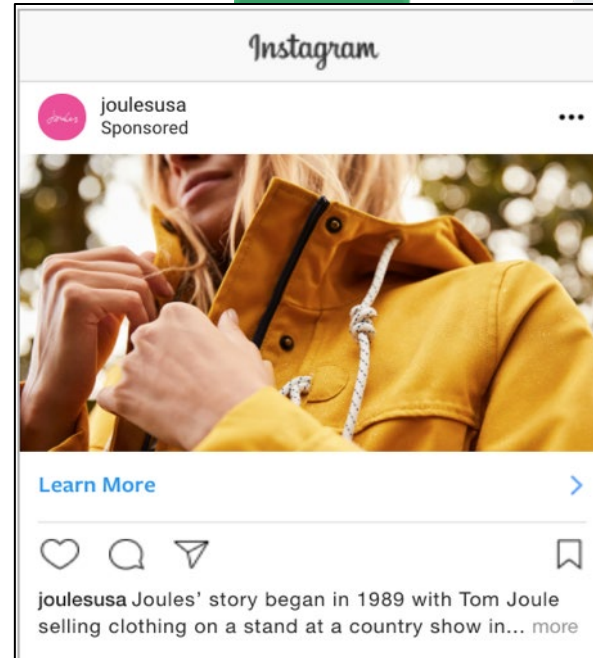 Instagram
Joules
joulesusa
Sponsored
Learn More
joulesusa Joules’ story began in 1989 with Tom Joule
selling clothing on a stand at a country show in... more